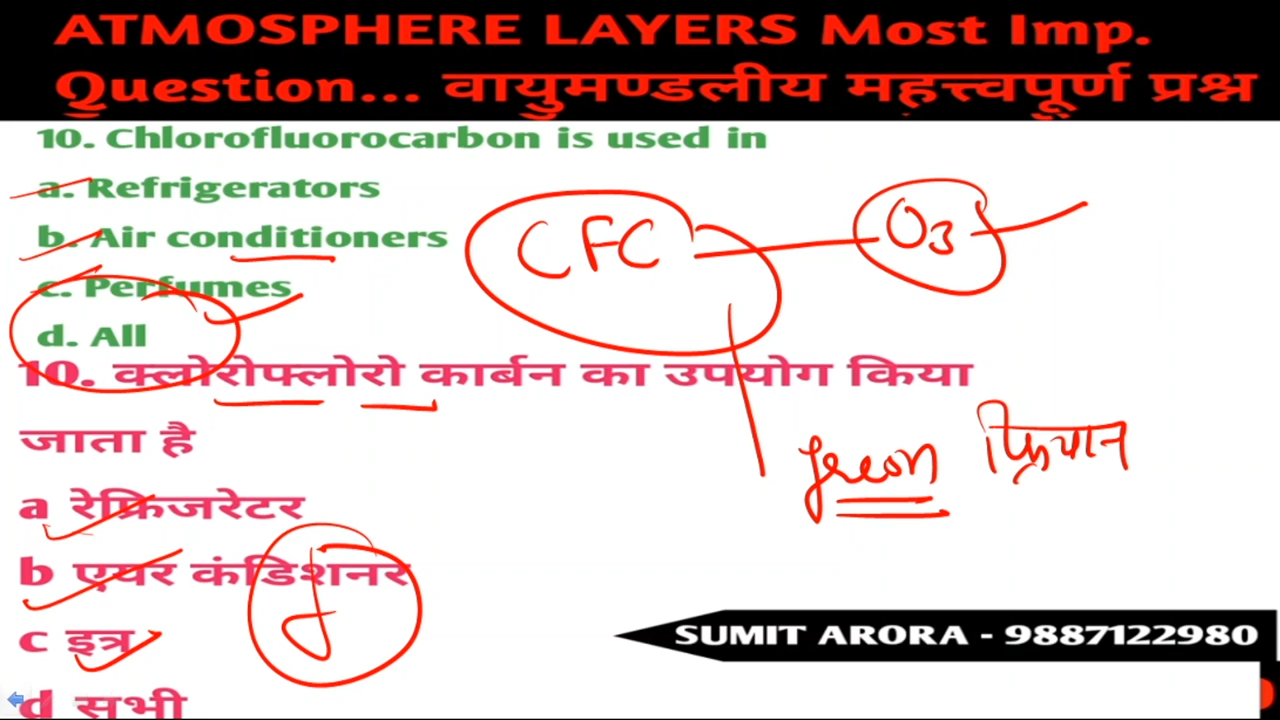 ATMOSPHERE LAYERS Most Imp.
Question... वायुमण्डलीय महत्त्वपूर्ण प्रश्न
10. Chlorofluorocarbon is used in
a. Refrigerators
b. Air conditioners
c. Perfumes
d. All
CFC
O3
10. क्लोरोफ्लोरो कार्बन का उपयोग किया
जाता है
freon फ्रियान
a रेफ्रिजरेटर
b एयर कंडिशनर
c इत्र
d सभी
SUMIT ARORA - 9887122980